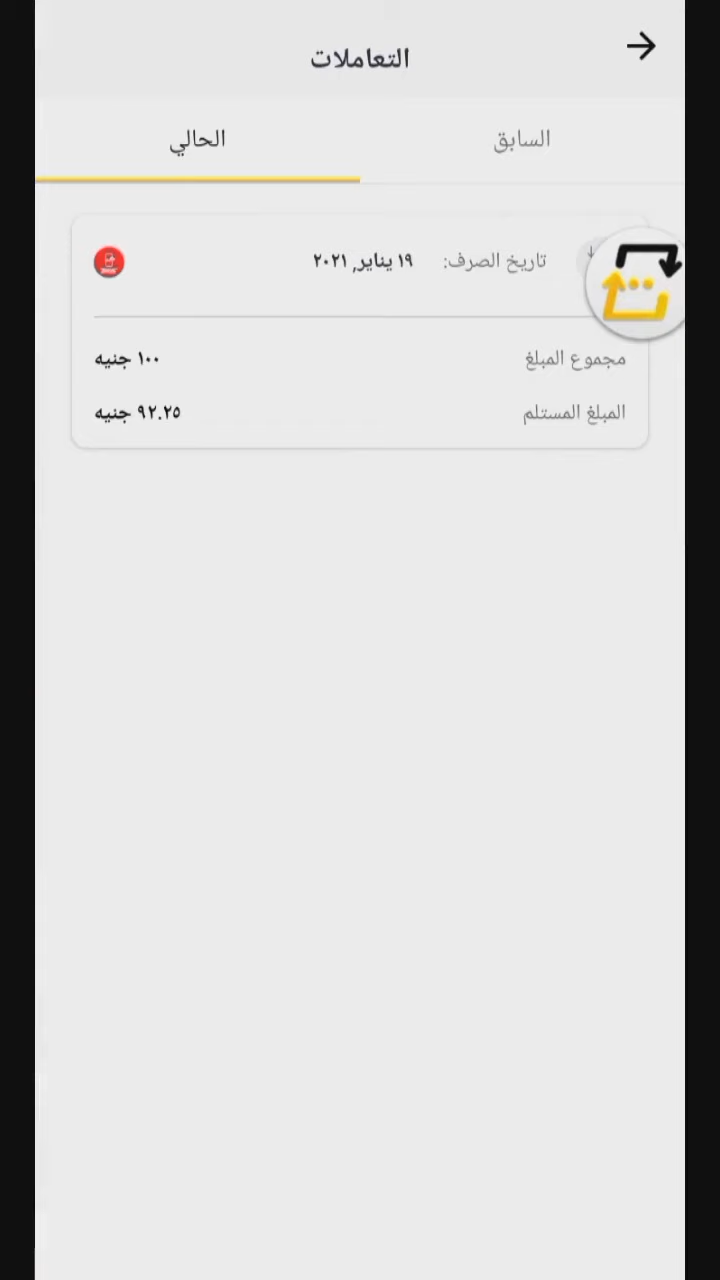 التعاملات
السابق
الحالي
تاريخ الصرف: ١٩ يناير, ٢٠٢١
مجموع المبلغ ١٠٠ جنيه
المبلغ المستلم ٩٢.٢٥ جنيه